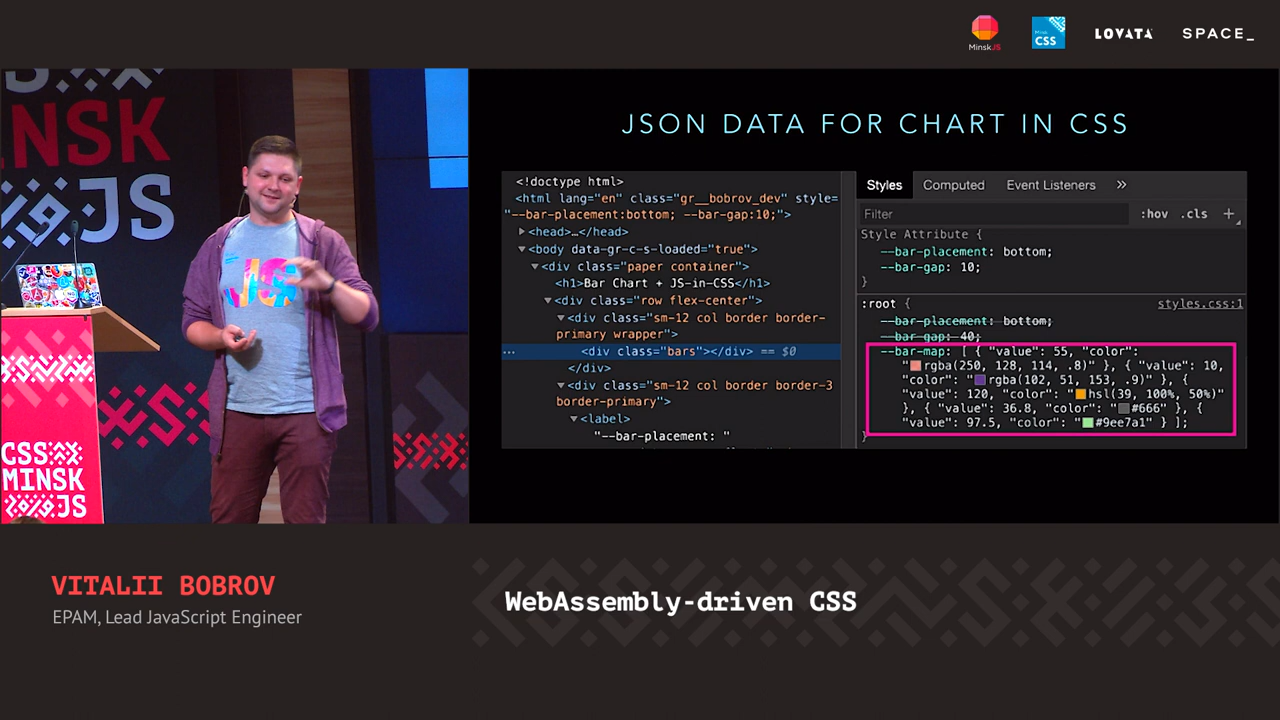 MinskJS
Minsk
CSS
LOVATA
SPACE_
MINSK
JS
CSS
MINSK
2019 JS
JSON DATA FOR CHART IN CSS
<!doctype html>
<html lang="en" class="gr__bobrov_dev" style=
"--bar-placement:bottom; --bar-gap:10;">
<head>…</head>
<body data-gr-c-s-loaded="true">
<div class="paper container">
<h1>Bar Chart + JS-in-CSS</h1>
<div class="row flex-center">
<div class="sm-12 col border border-
primary wrapper">
… <div class="bars"></div> == $0
</div>
<div class="sm-12 col border border-3
border-primary">
<label>
"--bar-placement: "
Styles Computed Event Listeners »
Filter :hov .cls +
Style Attribute {
--bar-placement: bottom;
--bar-gap: 10;
}
:root { styles.css:1
--bar-placement: bottom;
--bar-gap: 40;
--bar-map: [ { "value": 55, "color":
"rgba(250, 128, 114, .8)" }, { "value": 10,
"color": "rgba(102, 51, 153, .9)" }, {
"value": 120, "color": "hsl(39, 100%, 50%)"
}, { "value": 36.8, "color": "#666" }, {
"value": 97.5, "color": "#9ee7a1" } ];
}
VITALII BOBROV
EPAM, Lead JavaScript Engineer
WebAssembly-driven CSS